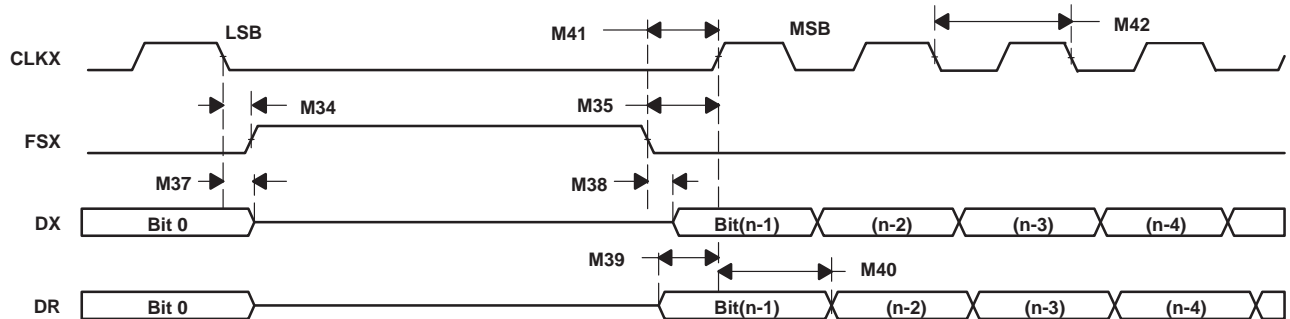 LSB M41 MSB M42
CLKX
M34 M35
FSX
M37 M38
DX Bit 0 Bit(n-1) (n-2) (n-3) (n-4)
M39 M40
DR Bit 0 Bit(n-1) (n-2) (n-3) (n-4)